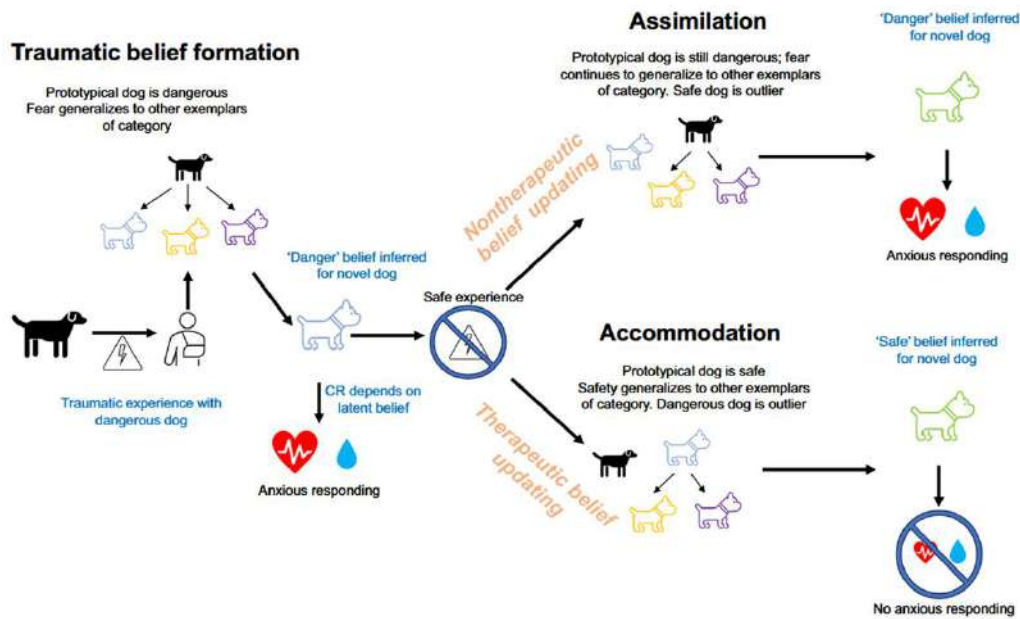 Traumatic belief formation
Prototypical dog is dangerous
Fear generalizes to other exemplars
of category
Traumatic experience with
dangerous dog
'Danger' belief inferred
for novel dog
CR depends on
latent belief
Anxious responding
Safe experience
Nontherapeutic
belief updating
Therapeutic belief
updating
Assimilation
Prototypical dog is still dangerous; fear
continues to generalize to other exemplars
of category. Safe dog is outlier
'Danger' belief inferred
for novel dog
Anxious responding
Accommodation
Prototypical dog is safe
Safety generalizes to other exemplars
of category. Dangerous dog is outlier
'Safe' belief inferred
for novel dog
No anxious responding